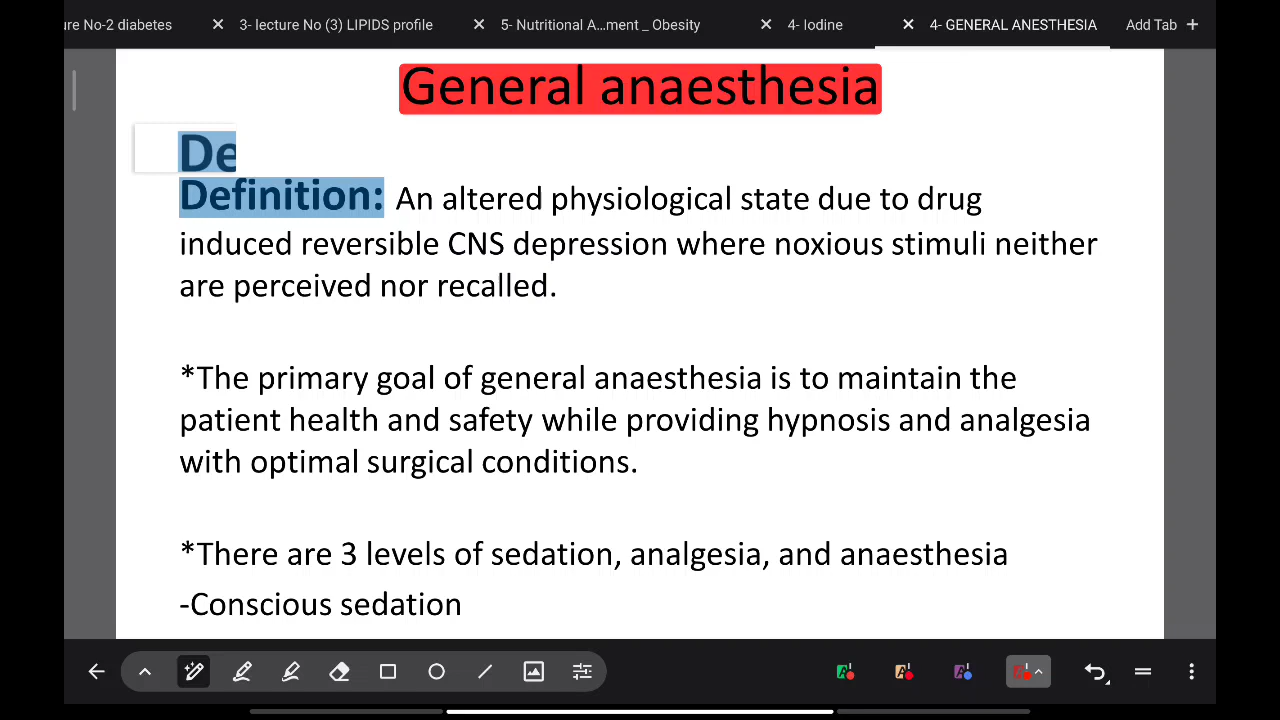 ure No-2 diabetes
3- lecture No (3) LIPIDS profile
5- Nutritional A...ment _ Obesity
4- Iodine
4- GENERAL ANESTHESIA
Add Tab
General anaesthesia
De
Definition: An altered physiological state due to drug
induced reversible CNS depression where noxious stimuli neither
are perceived nor recalled.
*The primary goal of general anaesthesia is to maintain the
patient health and safety while providing hypnosis and analgesia
with optimal surgical conditions.
*There are 3 levels of sedation, analgesia, and anaesthesia
-Conscious sedation